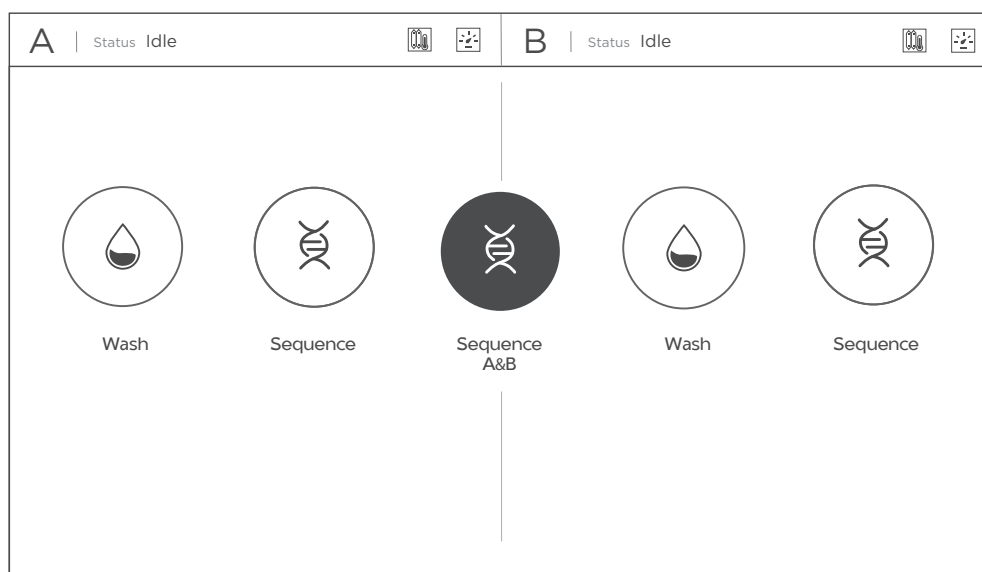 A Status Idle
B Status Idle
Wash
Sequence
Sequence
A&B
Wash
Sequence